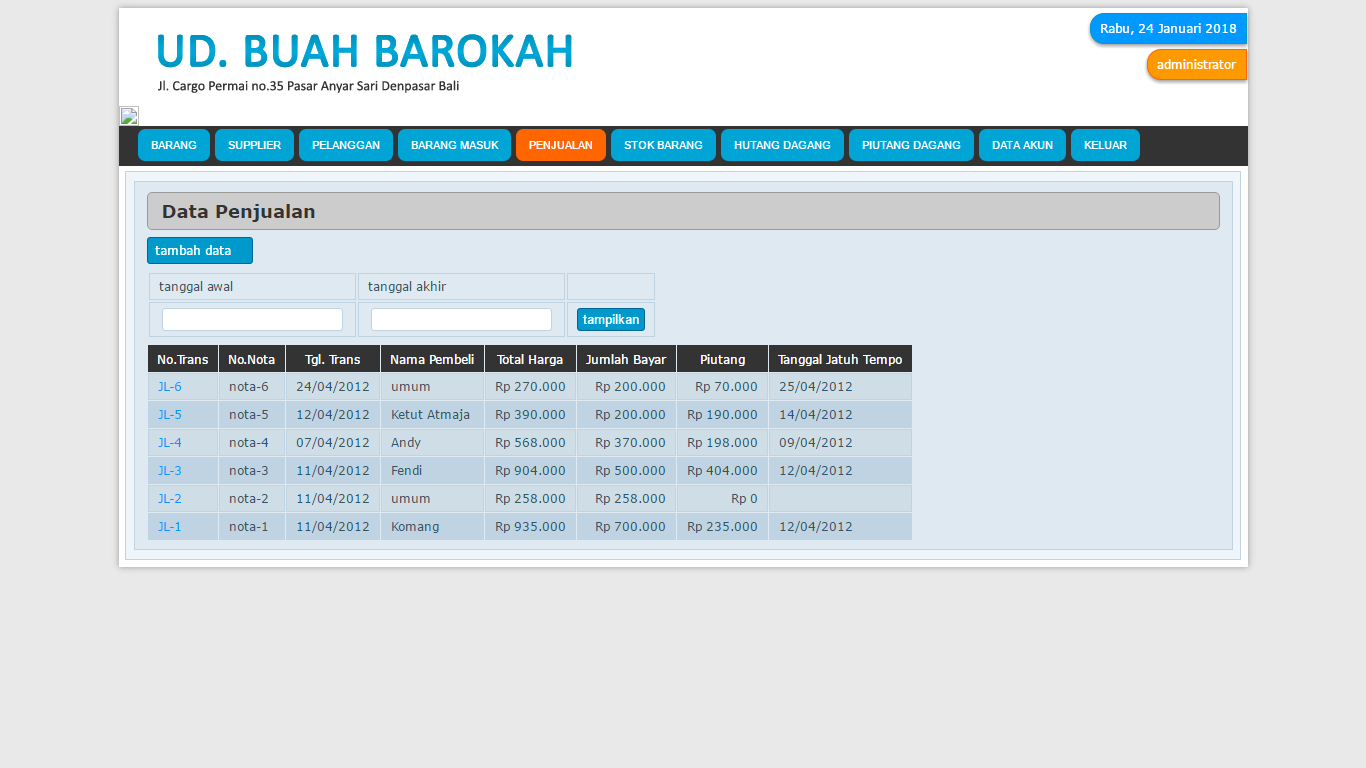 UD. BUAH BAROKAH
Jl. Cargo Permai no.35 Pasar Anyar Sari Denpasar Bali
Rabu, 24 Januari 2018
administrator
BARANG SUPPLIER PELANGGAN BARANG MASUK PENJUALAN STOK BARANG HUTANG DAGANG PIUTANG DAGANG DATA AKUN KELUAR
Data Penjualan
tambah data
tanggal awal tanggal akhir
tampilkan
No.Trans No.Nota Tgl. Trans Nama Pembeli Total Harga Jumlah Bayar Piutang Tanggal Jatuh Tempo
JL-6 nota-6 24/04/2012 umum Rp 270.000 Rp 200.000 Rp 70.000 25/04/2012
JL-5 nota-5 12/04/2012 Ketut Atmaja Rp 390.000 Rp 200.000 Rp 190.000 14/04/2012
JL-4 nota-4 07/04/2012 Andy Rp 568.000 Rp 370.000 Rp 198.000 09/04/2012
JL-3 nota-3 11/04/2012 Fendi Rp 904.000 Rp 500.000 Rp 404.000 12/04/2012
JL-2 nota-2 11/04/2012 umum Rp 258.000 Rp 258.000 Rp 0
JL-1 nota-1 11/04/2012 Komang Rp 935.000 Rp 700.000 Rp 235.000 12/04/2012